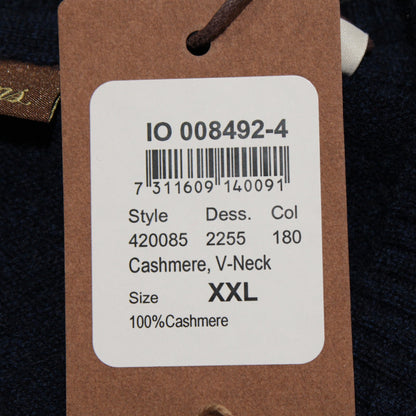 IO 008492-4
7 311609 140091
Style Dess. Col
420085 2255 180
Cashmere, V-Neck
Size XXL
100%Cashmere